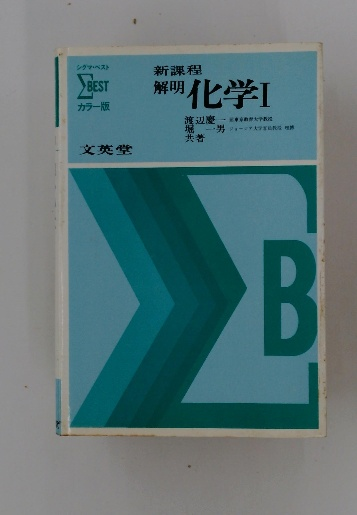 シグマ・ベスト
ΣBEST
カラー版
新課程
解明 化学I
渡辺慶一
堀 一男
共著
文英堂
ΣB